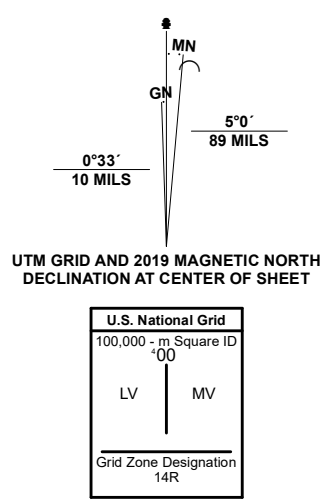 MN
GN
5°0´
89 MILS
0°33´
10 MILS
UTM GRID AND 2019 MAGNETIC NORTH
DECLINATION AT CENTER OF SHEET
U.S. National Grid
100,000 - m Square ID
⁴00
LV MV
Grid Zone Designation
14R